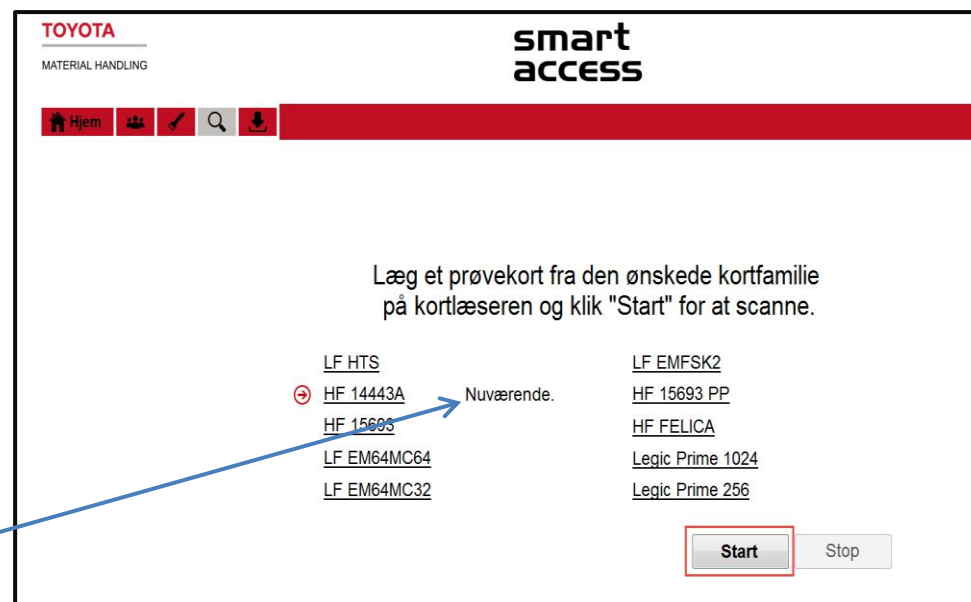 TOYOTA
MATERIAL HANDLING
smart
access
Hjem
Læg et prøvekort fra den ønskede kortfamilie
på kortlæseren og klik "Start" for at scanne.
LF HTS
HF 14443A Nuværende.
HF 15693
LF EM64MC64
LF EM64MC32
LF EMFSK2
HF 15693 PP
HF FELICA
Legic Prime 1024
Legic Prime 256
Start Stop